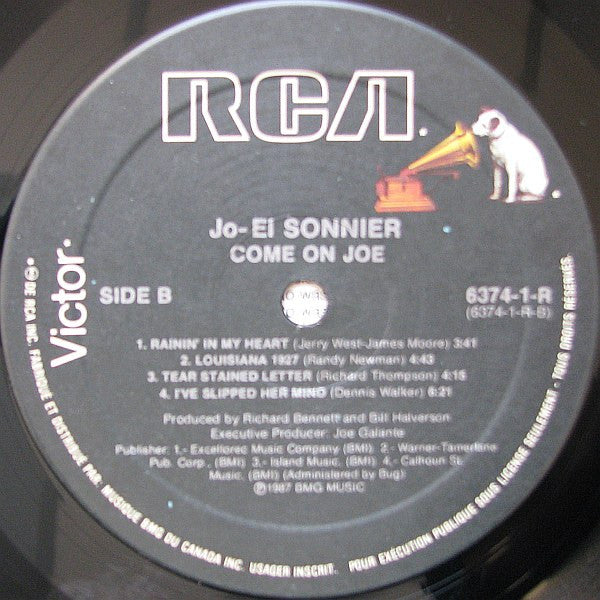 RCA.
Victor.
Jo-El SONNIER
COME ON JOE
SIDE B
6374-1-R
(6374-1-R-B)
1. RAININ' IN MY HEART (Jerry West-James Moore) 3:41
2. LOUISIANA 1927 (Randy Newman) 4:43
3. TEAR STAINED LETTER (Richard Thompson) 4:15
4. I'VE SLIPPED HER MIND (Dennis Walker) 6:21
Produced by Richard Bennett and Bill Halverson
Executive Producer: Joe Galante
Publisher: 1.- Excellorec Music Company (BMI). 2.- Warner-Tamerlane
Pub. Corp., (BMI) 3.- Island Music. (BMI) 4.- Calhoun St.
Music. (BMI) (Administered by Bug)
Ⓟ1987 BMG MUSIC
• ® DE RCA INC. FABRIQUÉ ET DISTRIBUÉ PAR: MUSIQUE BMG DU CANADA INC. USAGER INSCRIT. POUR EXÉCUTION PUBLIQUE SOUS LICENCE SEULEMENT - TOUS DROITS RÉSERVÉS.